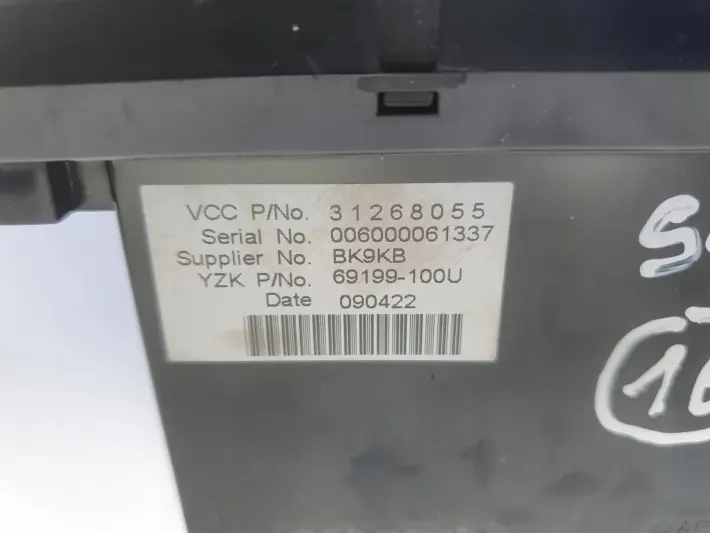 VCC P/No. 31268055
Serial No. 006000061337
Supplier No. BK9KB
YZK P/No. 69199-100U
Date 090422